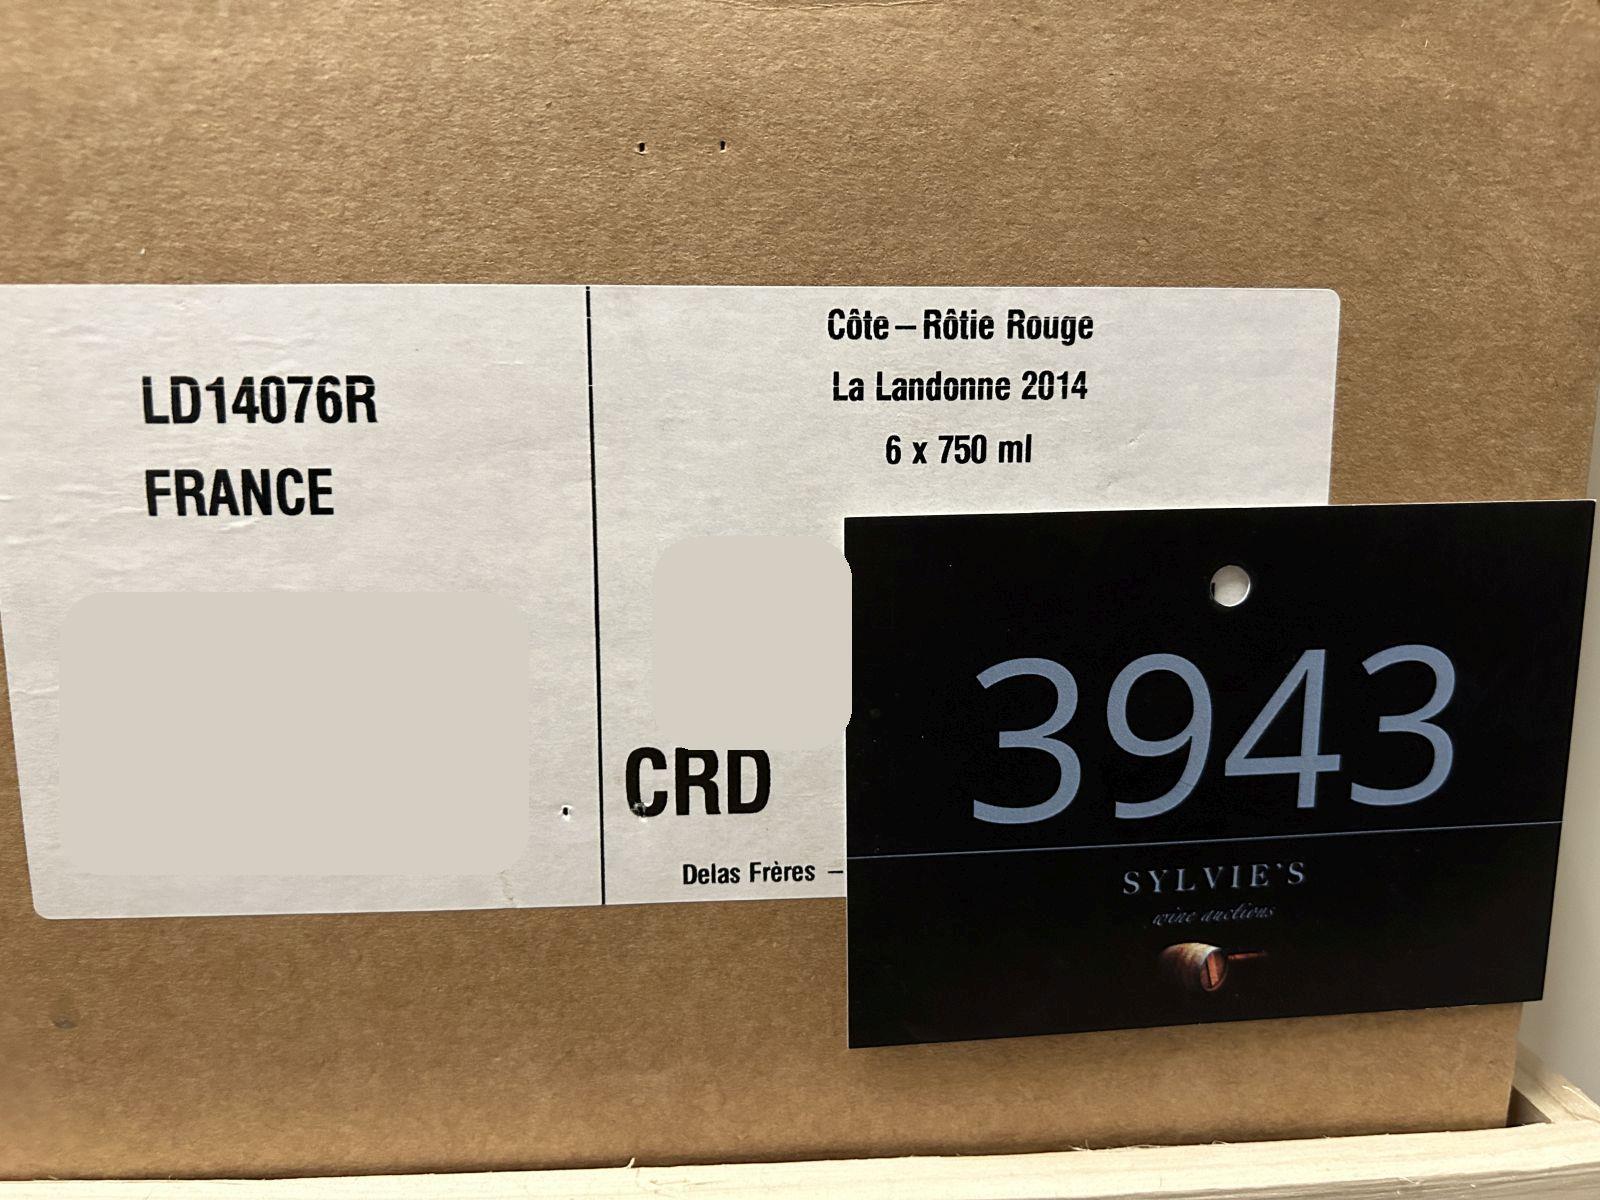 LD14076R
FRANCE
Côte – Rôtie Rouge
La Landonne 2014
6 x 750 ml
CRD
Delas Frères –
3943
SYLVIE'S
wine auctions